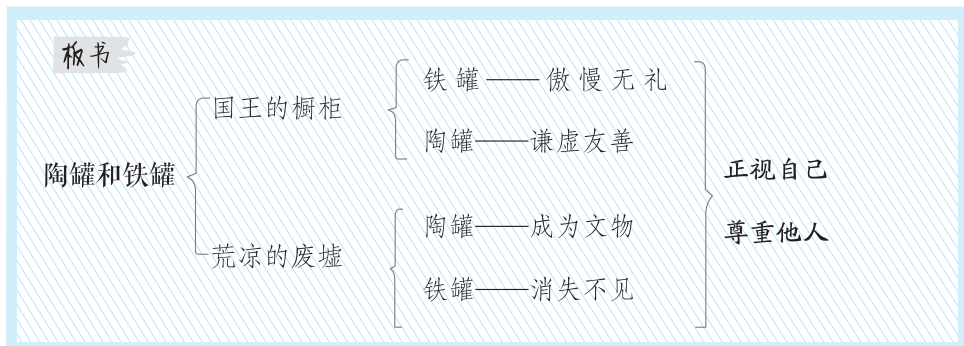 板书
陶罐和铁罐
国王的橱柜
铁罐——傲慢无礼
陶罐——谦虚友善
荒凉的废墟
陶罐——成为文物
铁罐——消失不见
正视自己
尊重他人